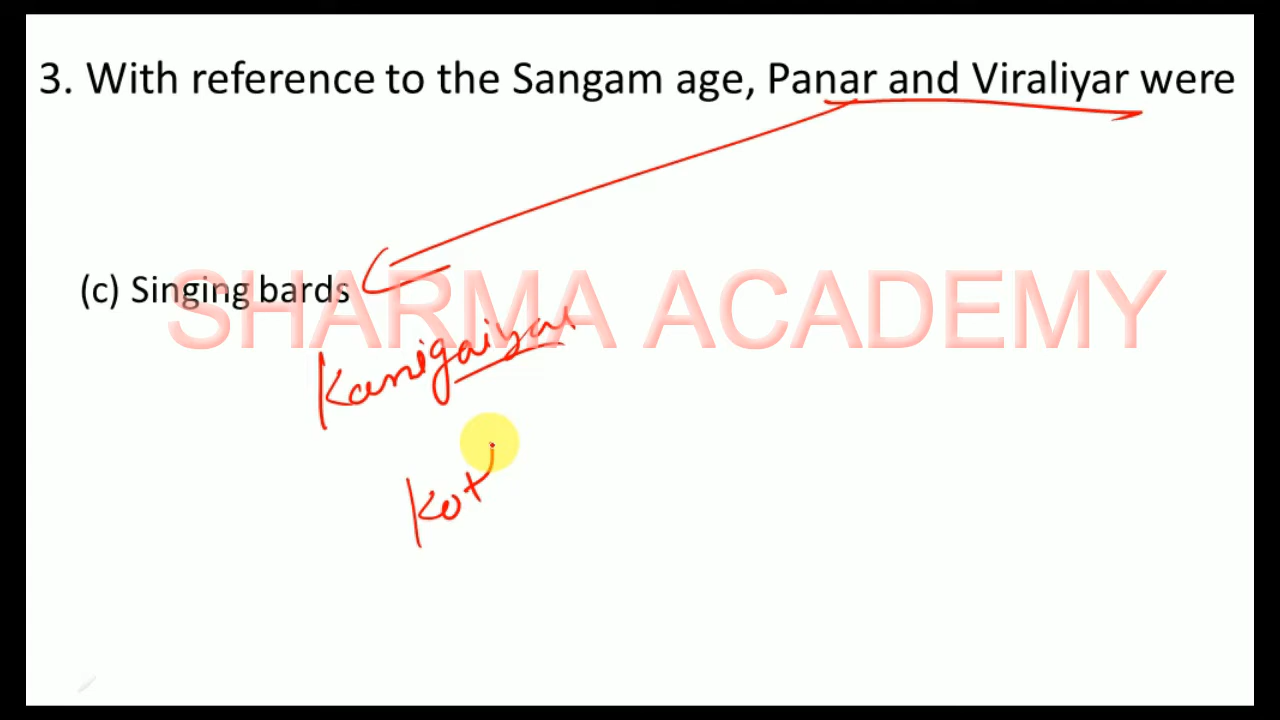 3. With reference to the Sangam age, Panar and Viraliyar were
(c) Singing bards
SHARMA ACADEMY
Kanigaiyar
Kot